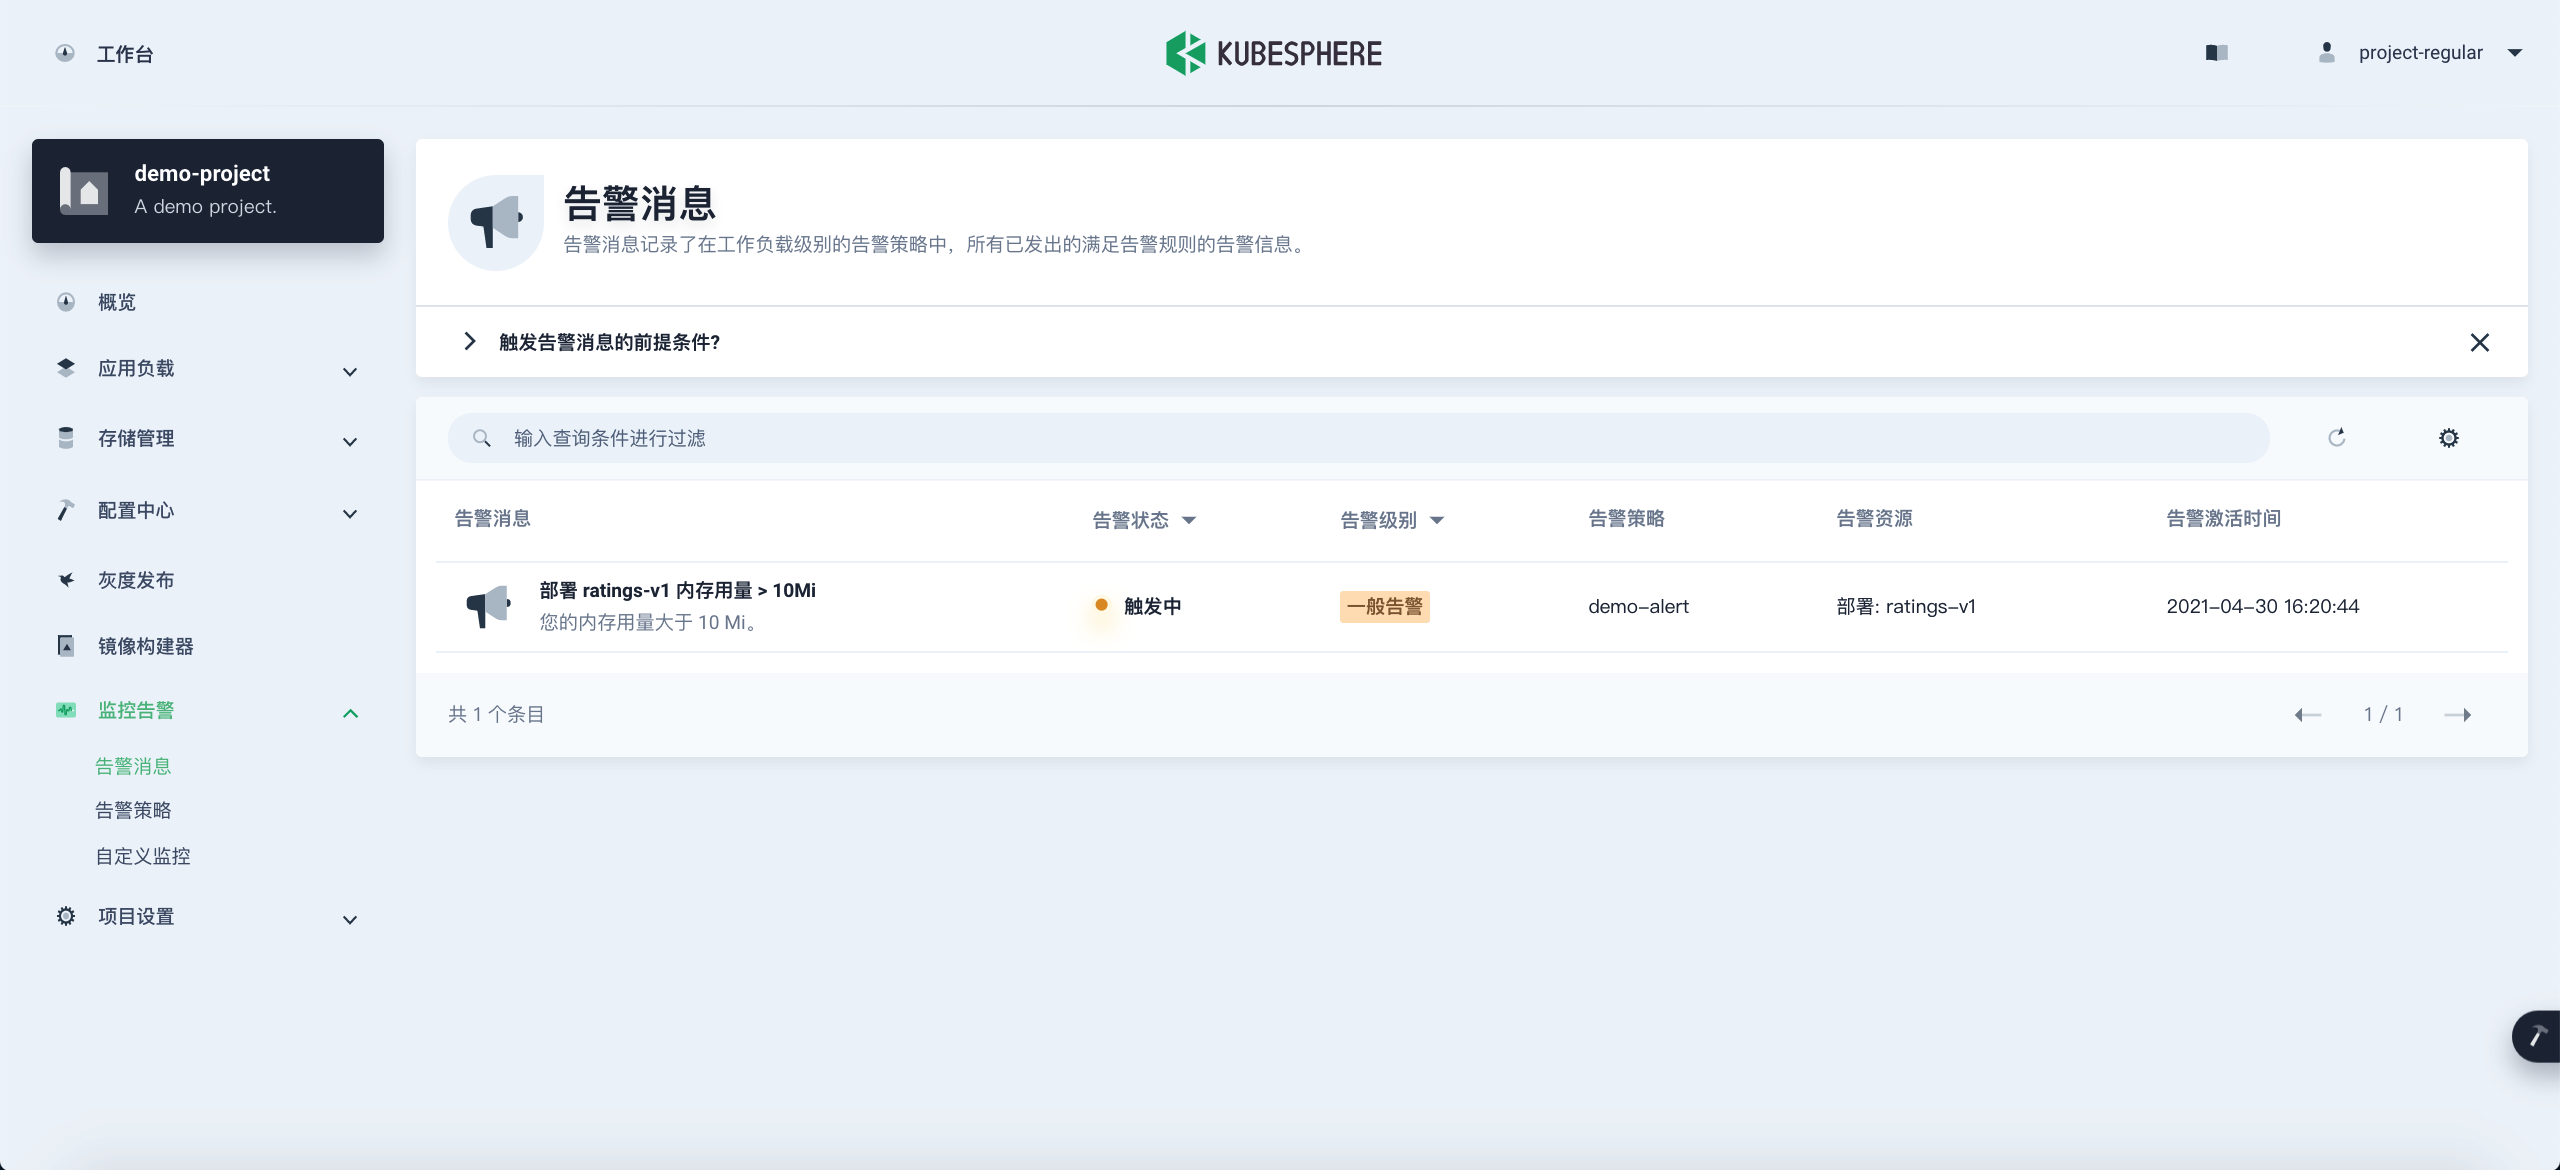 工作台
KUBESPHERE
project-regular
demo-project
A demo project.
概览
应用负载
存储管理
配置中心
灰度发布
镜像构建器
监控告警
告警消息
告警策略
自定义监控
项目设置
告警消息
告警消息记录了在工作负载级别的告警策略中，所有已发出的满足告警规则的告警信息。
触发告警消息的前提条件?
输入查询条件进行过滤
告警消息 告警状态 告警级别 告警策略 告警资源 告警激活时间
部署 ratings-v1 内存用量 > 10Mi
您的内存用量大于 10 Mi。
触发中 一般告警 demo-alert 部署: ratings-v1 2021-04-30 16:20:44
共 1 个条目 1 / 1